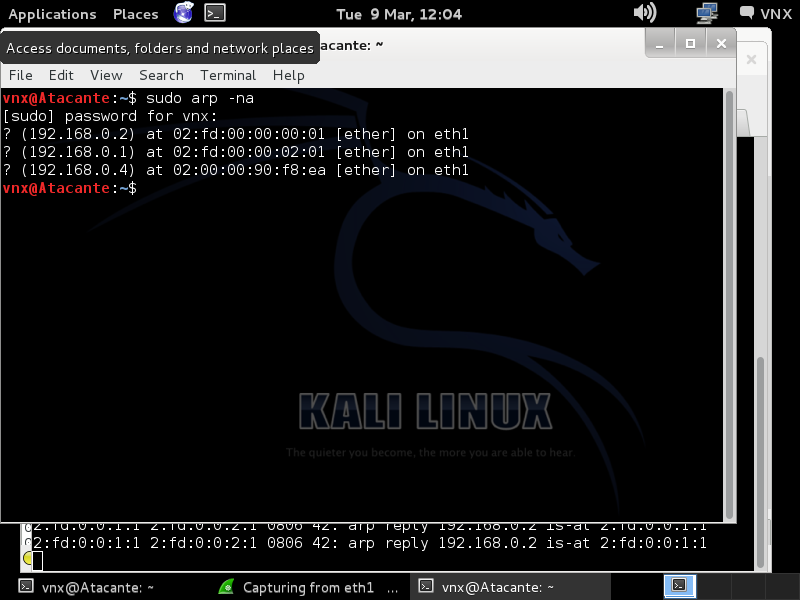 Applications Places Tue 9 Mar, 12:04 VNX
Access documents, folders and network places
acante: ~
File Edit View Search Terminal Help
vnx@Atacante:~$ sudo arp -na
[sudo] password for vnx:
? (192.168.0.2) at 02:fd:00:00:00:01 [ether] on eth1
? (192.168.0.1) at 02:fd:00:00:02:01 [ether] on eth1
? (192.168.0.4) at 02:00:00:90:f8:ea [ether] on eth1
vnx@Atacante:~$
KALI LINUX
The quieter you become, the more you are able to hear.
2:fd:0:0:1:1 2:fd:0:0:2:1 0806 42: arp reply 192.168.0.2 is-at 2:fd:0:0:1:1
2:fd:0:0:1:1 2:fd:0:0:2:1 0806 42: arp reply 192.168.0.2 is-at 2:fd:0:0:1:1
vnx@Atacante: ~ Capturing from eth1 ... vnx@Atacante: ~